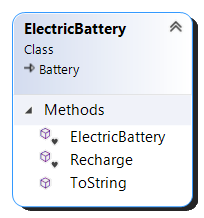 ElectricBattery
Class
Battery
Methods
ElectricBattery
Recharge
ToString